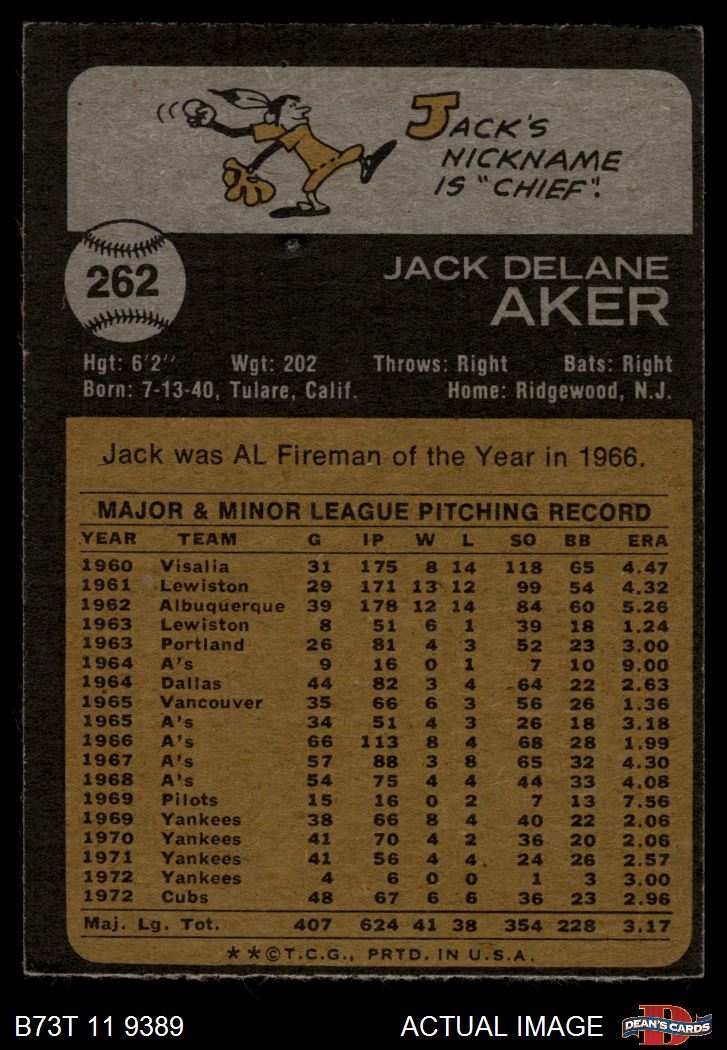 JACK'S
NICKNAME
IS "CHIEF".
262
JACK DELANE
AKER
Hgt: 6'2" Wgt: 202 Throws: Right Bats: Right
Born: 7-13-40, Tulare, Calif. Home: Ridgewood, N.J.
Jack was AL Fireman of the Year in 1966.
MAJOR & MINOR LEAGUE PITCHING RECORD
YEAR TEAM G IP W L SO BB ERA
1960 Visalia 31 175 8 14 118 65 4.47
1961 Lewiston 29 171 13 12 99 54 4.32
1962 Albuquerque 39 178 12 14 84 60 5.26
1963 Lewiston 8 51 6 1 39 18 1.24
1963 Portland 26 81 4 3 52 23 3.00
1964 A's 9 16 0 1 7 10 9.00
1964 Dallas 44 82 3 4 64 22 2.63
1965 Vancouver 35 66 6 3 56 26 1.36
1965 A's 34 51 4 3 26 18 3.18
1966 A's 66 113 8 4 68 28 1.99
1967 A's 57 88 3 8 65 32 4.30
1968 A's 54 75 4 4 44 33 4.08
1969 Pilots 15 16 0 2 7 13 7.56
1969 Yankees 38 66 8 4 40 22 2.06
1970 Yankees 41 70 4 2 36 20 2.06
1971 Yankees 41 56 4 4 24 26 2.57
1972 Yankees 4 6 0 0 1 3 3.00
1972 Cubs 48 67 6 6 36 23 2.96
Maj. Lg. Tot. 407 624 41 38 354 228 3.17
**©T.C.G., PRTD. IN U.S.A.
B73T 11 9389 ACTUAL IMAGE D DEAN'S CARDS